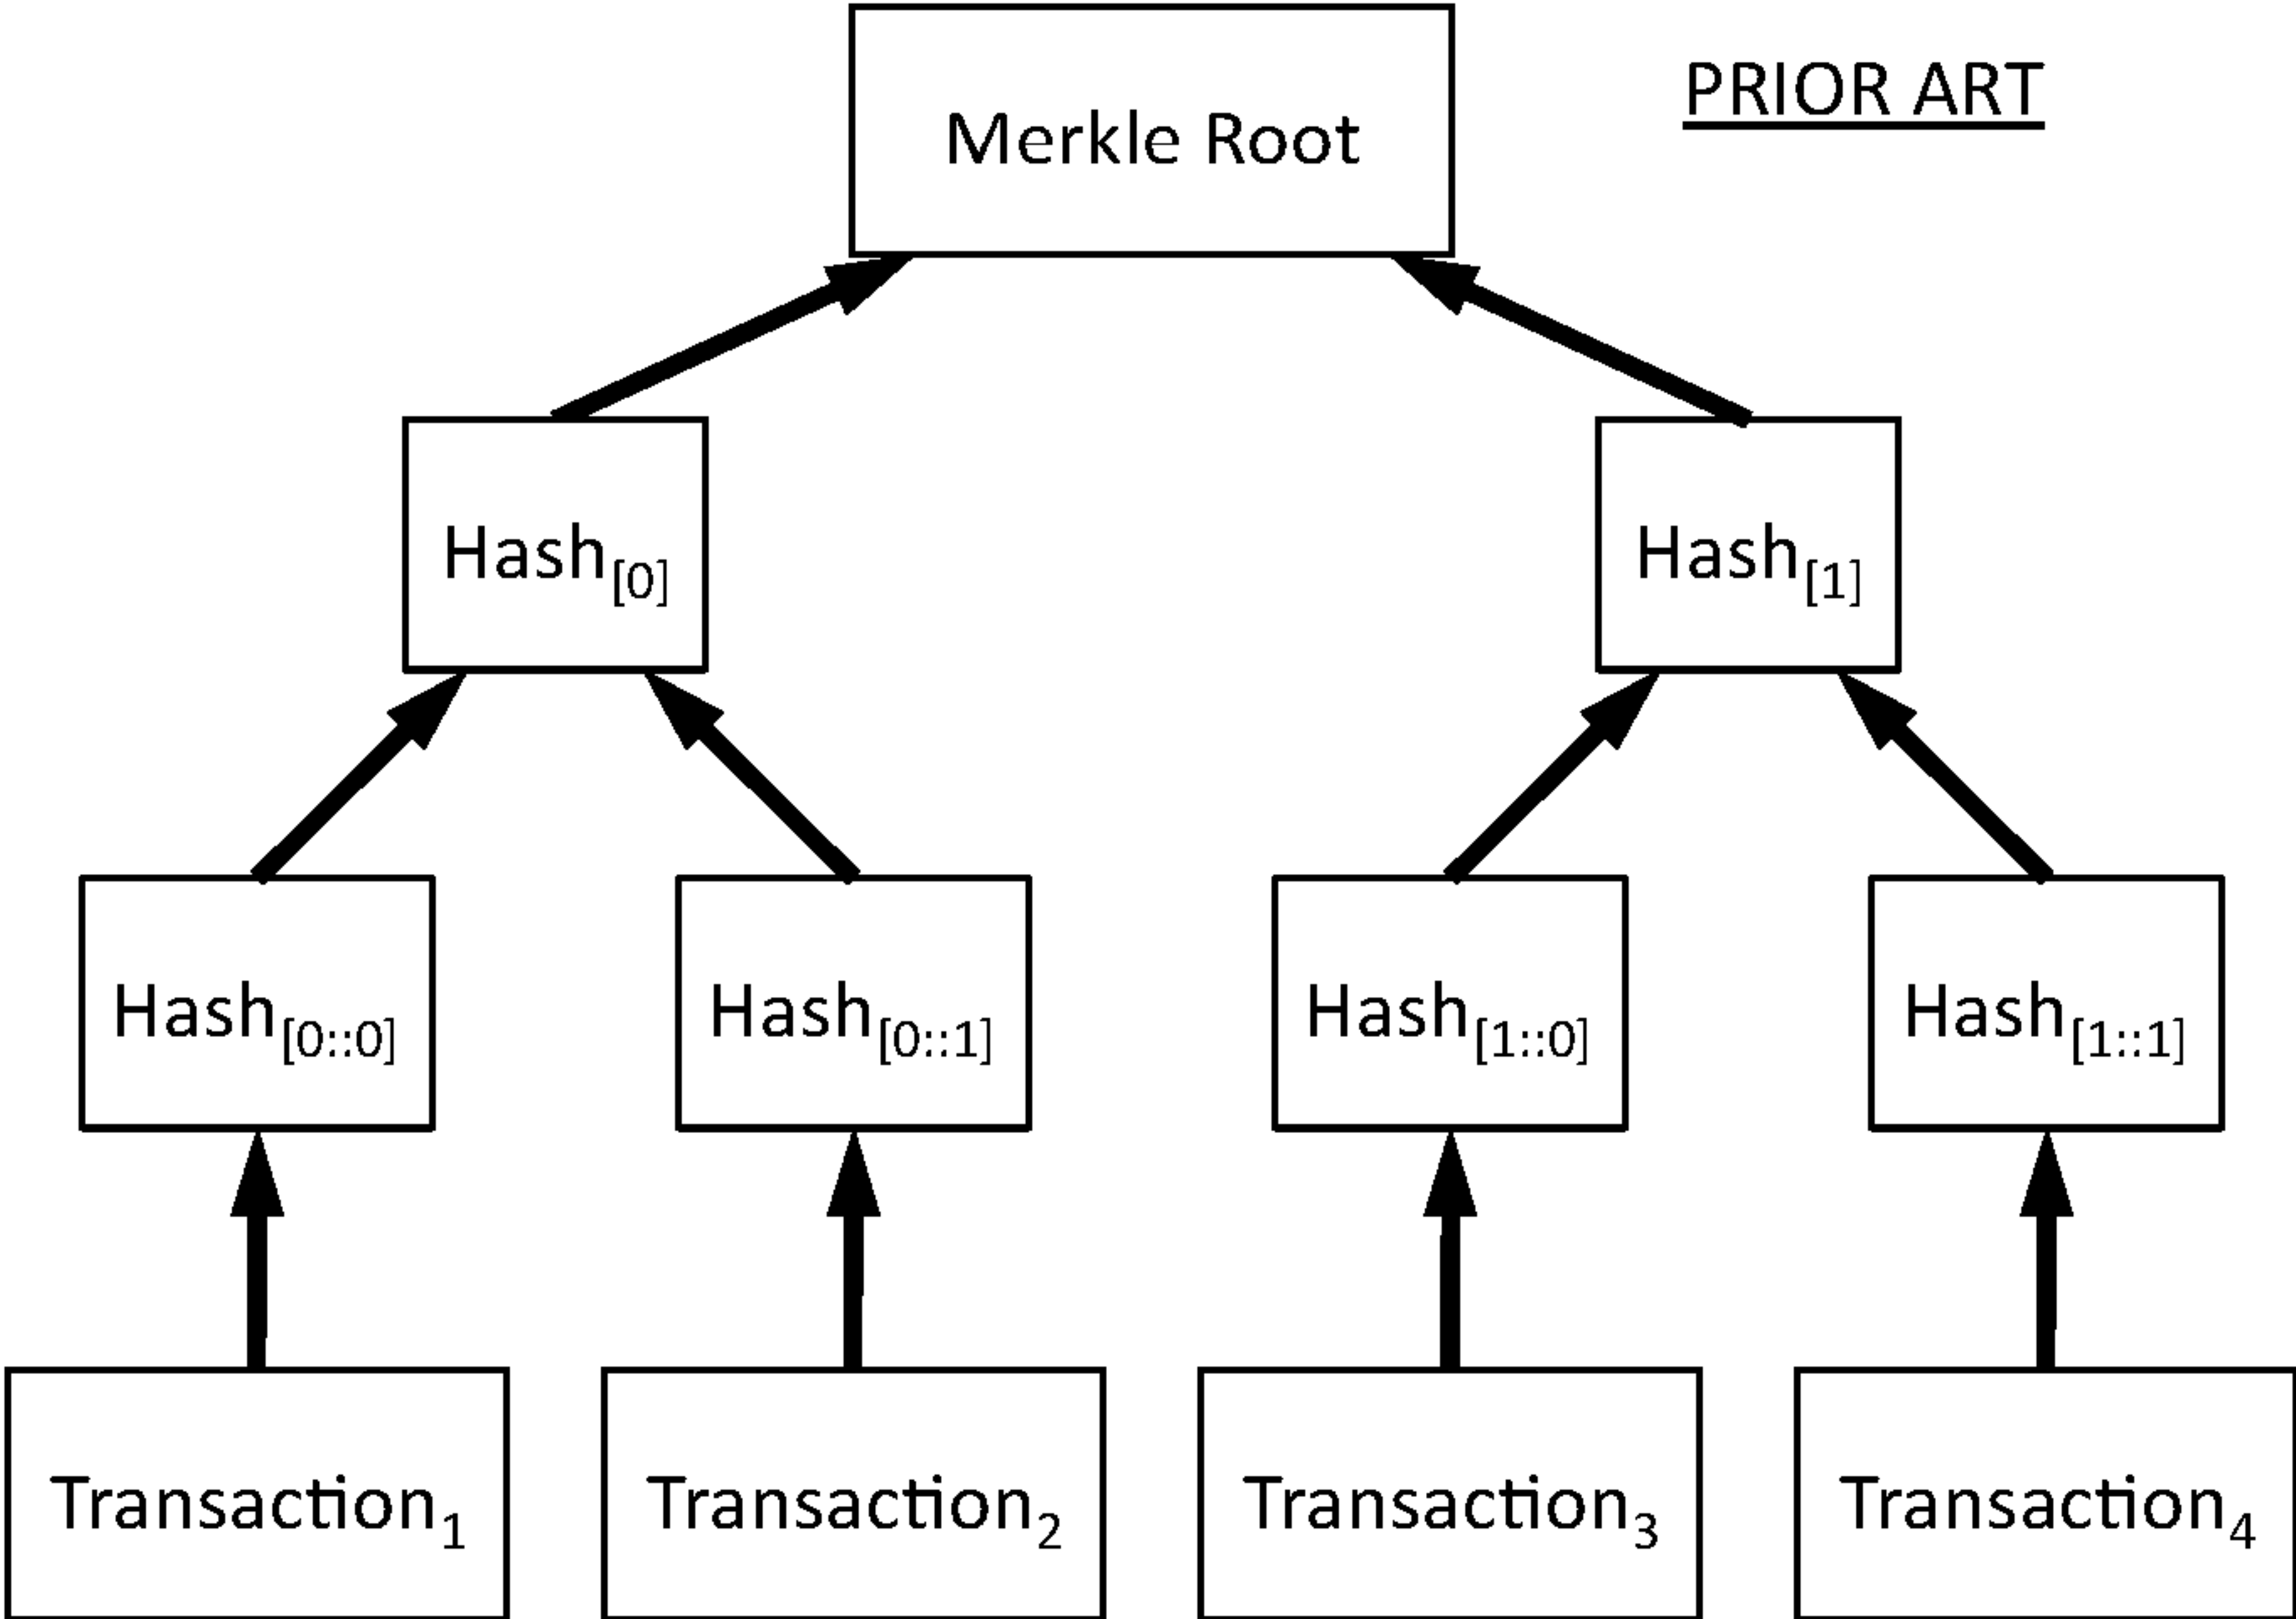 PRIOR ART
Merkle Root
Hash[0]
Hash[1]
Hash[0::0]
Hash[0::1]
Hash[1::0]
Hash[1::1]
Transaction1
Transaction2
Transaction3
Transaction4